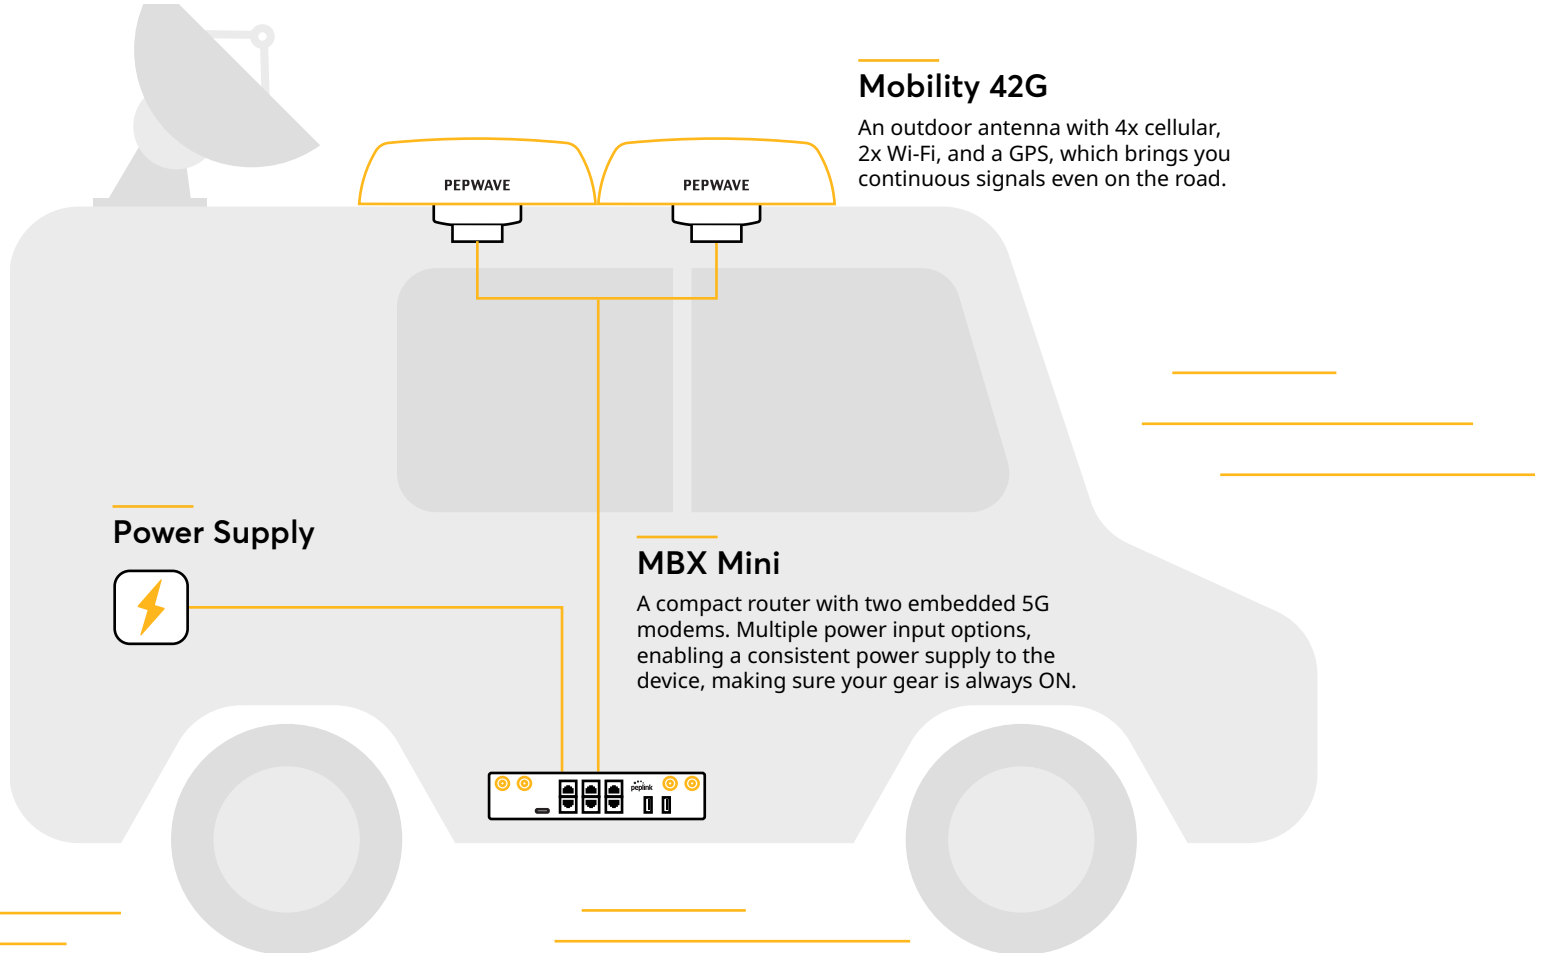 Mobility 42G
An outdoor antenna with 4x cellular,
2x Wi-Fi, and a GPS, which brings you
continuous signals even on the road.
PEPWAVE
PEPWAVE
Power Supply
MBX Mini
A compact router with two embedded 5G
modems. Multiple power input options,
enabling a consistent power supply to the
device, making sure your gear is always ON.
peplink